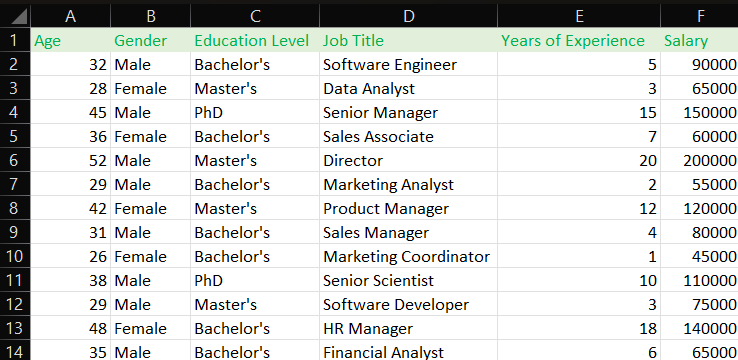 A B C D E F
1 Age Gender Education Level Job Title Years of Experience Salary
2 32 Male Bachelor's Software Engineer 5 90000
3 28 Female Master's Data Analyst 3 65000
4 45 Male PhD Senior Manager 15 150000
5 36 Female Bachelor's Sales Associate 7 60000
6 52 Male Master's Director 20 200000
7 29 Male Bachelor's Marketing Analyst 2 55000
8 42 Female Master's Product Manager 12 120000
9 31 Male Bachelor's Sales Manager 4 80000
10 26 Female Bachelor's Marketing Coordinator 1 45000
11 38 Male PhD Senior Scientist 10 110000
12 29 Male Master's Software Developer 3 75000
13 48 Female Bachelor's HR Manager 18 140000
14 35 Male Bachelor's Financial Analyst 6 65000